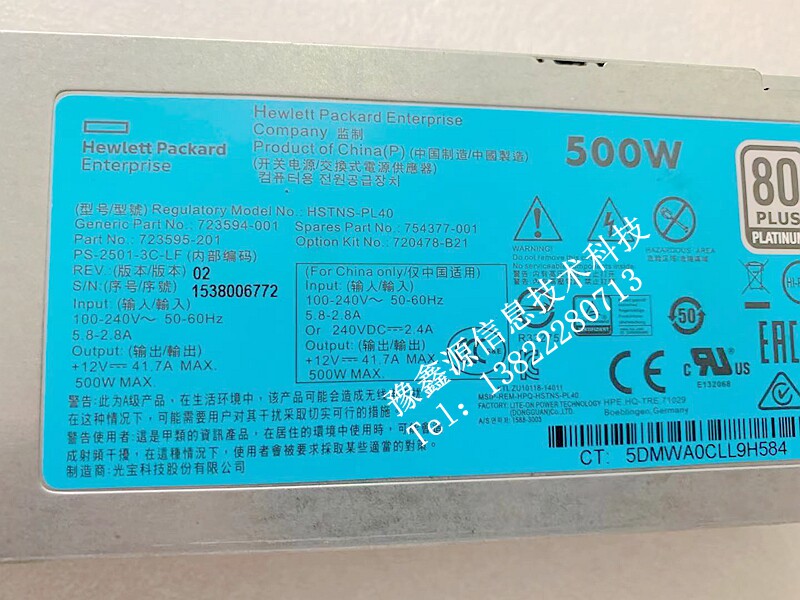 Hewlett Packard
Enterprise
Hewlett Packard Enterprise
Company 监制
Product of China(P) (中国制造/中國製造)
(开关电源/交换式電源供應器)
컴퓨터용 전원공급장치
500W
80
PLUS
PLATINUM
(型号/型號) Regulatory Model No.: HSTNS-PL40
Generic Part No.: 723594-001
Spares Part No.: 754377-001
Part No.: 723595-201
Option Kit No.: 720478-B21
PS-2501-3C-LF (内部编码)
REV.: (版本/版本) 02
S/N: (序号/序號) 1538006772
Input: (输入/輸入)
100-240V～ 50-60Hz
5.8-2.8A
Output: (输出/輸出)
+12V⎓41.7A MAX.
500W MAX.
(For China only/仅中国适用)
Input: (输入/輸入)
100-240V～ 50-60Hz
5.8-2.8A
Or 240VDC⎓2.4A
Output: (输出/輸出)
+12V⎓41.7A MAX.
500W MAX.
HAZARDOUS AREA
Do not remove this cover
CE
50
c UL us
E132068
EAC
MSIP-REM-HPQ-HSTNS-PL40
FACTORY: LITE-ON POWER TECHNOLOGY
(DONGGUAN)Co.,LTD
HPE, HQ-TRE, 71029
Boeblingen, Germany
此为A级产品，在生活环境中，该产品可能会造成无线
在这种情况下，可能需要用户对其干扰采取切实可行的措施
警告使用者：這是甲類的資訊產品，在居住的環境中使用時，可
成射頻干擾，在這種情況下，使用者會被要求採取某些適當的對策。
制造商：光宝科技股份有限公司
CT: 5DMWA0CLL9H584
豫鑫源信息技术科技
Tel：13822280713